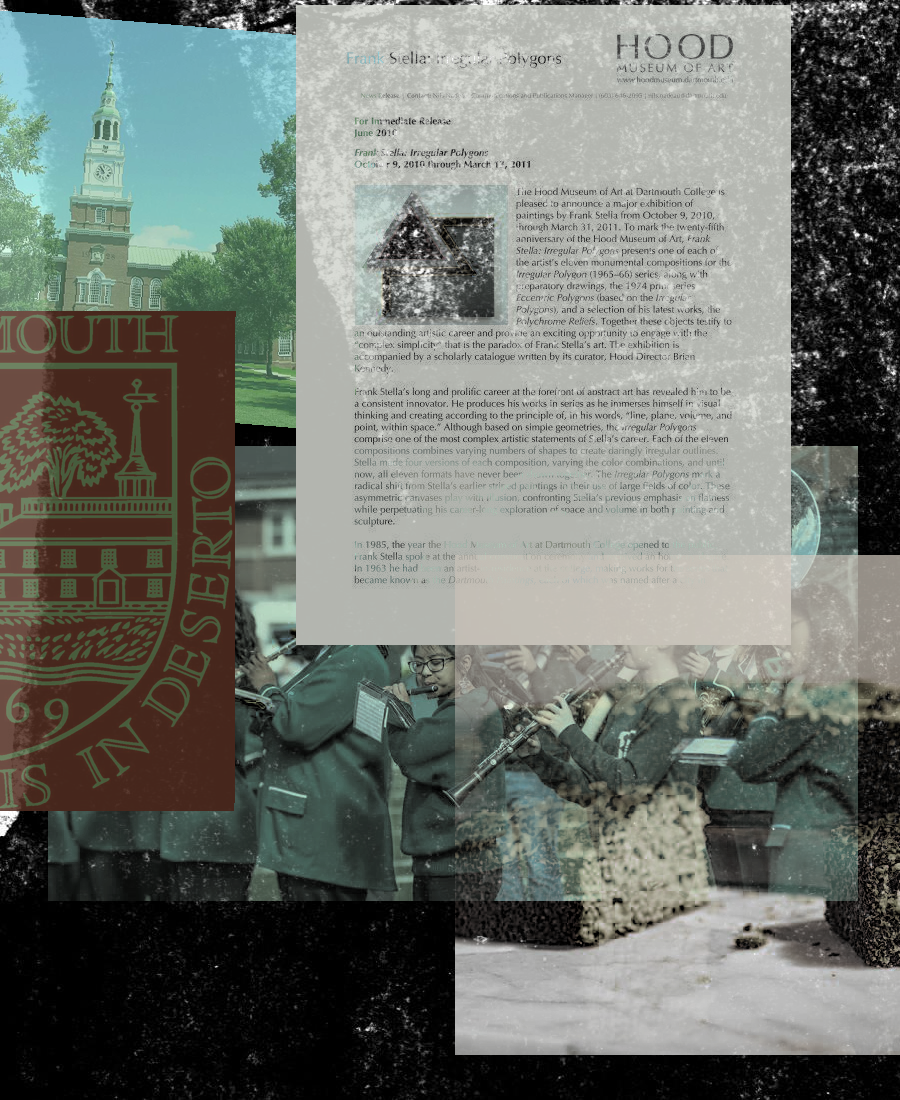 Frank Stella: Irregular Polygons
HOOD
MUSEUM OF ART
For Immediate Release
June 2010
Frank Stella: Irregular Polygons
October 9, 2010 through March 13, 2011
The Hood Museum of Art at Dartmouth College is
pleased to announce a major exhibition of
paintings by Frank Stella from October 9, 2010,
through March 31, 2011. To mark the twenty-fifth
anniversary of the Hood Museum of Art, Frank
Stella: Irregular Polygons presents one of each of
the artist's eleven monumental compositions for the
Irregular Polygon (1965–66) series, along with
preparatory drawings, the 1974 print series
Eccentric Polygons (based on the Irregular
Polygons), and a selection of his latest works, the
Polychrome Reliefs. Together these objects testify to
an outstanding artistic career and provide an exciting opportunity to engage with the
"complex simplicity" that is the paradox of Frank Stella's art. The exhibition is
accompanied by a scholarly catalogue written by its curator, Hood Director Brian
Kennedy.
Frank Stella's long and prolific career at the forefront of abstract art has revealed him to be
a consistent innovator. He produces his works in series as he immerses himself in visual
thinking and creating according to the principle of, in his words, "line, plane, volume, and
point, within space." Although based on simple geometries, the Irregular Polygons
comprise one of the most complex artistic statements of Stella's career. Each of the eleven
compositions combines varying numbers of shapes to create daringly irregular outlines.
Stella made four versions of each composition, varying the color combinations, and until
now, all eleven formats have never been shown together. The Irregular Polygons mark a
radical shift from Stella's earlier striped paintings in their use of large fields of color. These
asymmetric canvases play with illusion, confronting Stella's previous emphasis on flatness
while perpetuating his career-long exploration of space and volume in both painting and
sculpture.
In 1985, the year the Hood Art at Dartmouth opened to
Frank Stella spoke at the
In 1963 he had an artist- works for
became known as the Dartmou named after
MOUTH
IN DESERTO
69
IS